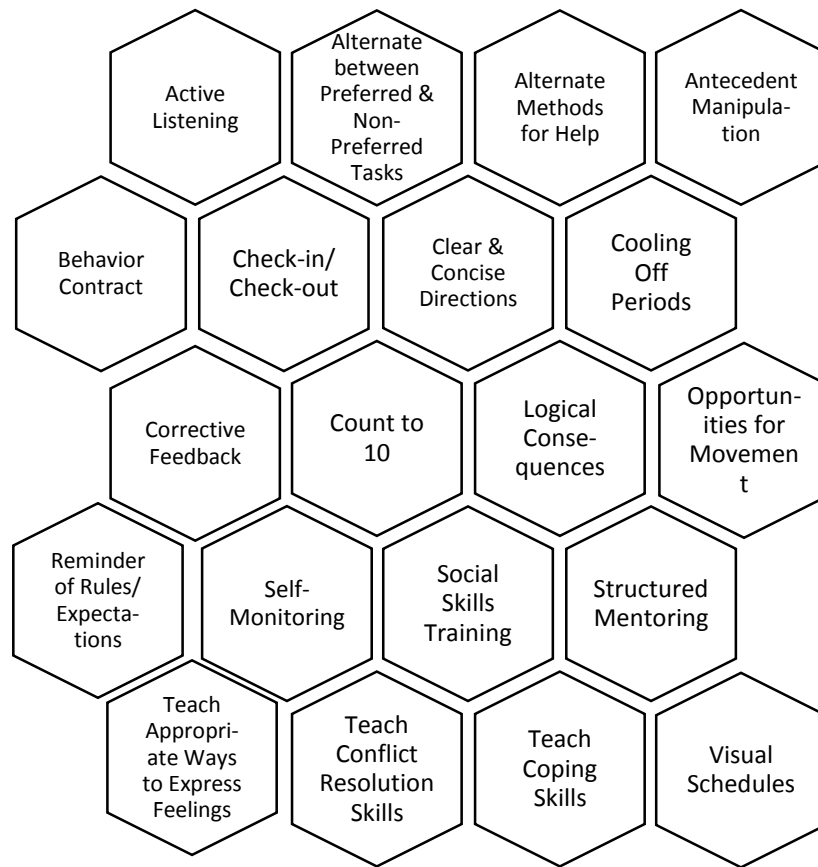 Active
Listening
Alternate
between
Preferred &
Non-
Preferred
Tasks
Alternate
Methods
for Help
Antecedent
Manipula-
tion
Behavior
Contract
Check-in/
Check-out
Clear &
Concise
Directions
Cooling
Off
Periods
Corrective
Feedback
Count to
10
Logical
Conse-
quences
Opportun-
ities for
Movemen
t
Reminder
of Rules/
Expecta-
tions
Self-
Monitoring
Social
Skills
Training
Structured
Mentoring
Teach
Appropri-
ate Ways
to Express
Feelings
Teach
Conflict
Resolution
Skills
Teach
Coping
Skills
Visual
Schedules